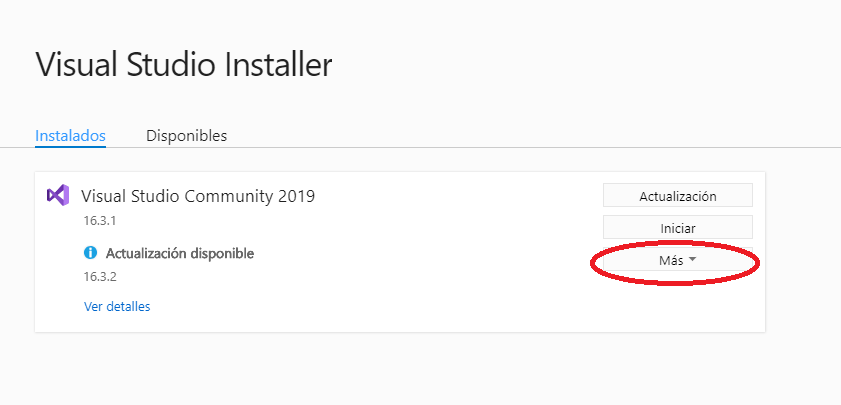 Visual Studio Installer
Instalados Disponibles
Visual Studio Community 2019
16.3.1
Actualización disponible
16.3.2
Ver detalles
Actualización
Iniciar
Más